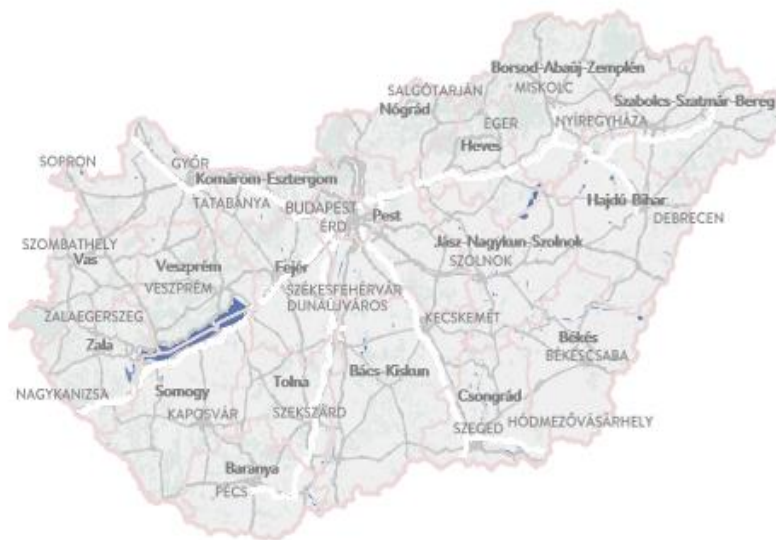 Borsod-Abaúj-Zemplén
MISKOLC
SALGÓTARJÁN
Szabolcs-Szatmár-Bereg
Nógrád
EGER
NYÍREGYHÁZA
Heves
SOPRON
GYŐR
Komárom-Esztergom
TATABÁNYA
BUDAPEST
Pest
ÉRD
Hajdú-Bihar
DEBRECEN
SZOMBATHELY
Vas
Veszprém
VESZPRÉM
Fejér
Jász-Nagykun-Szolnok
SZOLNOK
SZÉKESFEHÉRVÁR
DUNAÚJVÁROS
ZALAEGERSZEG
KECSKEMÉT
Zala
Békés
BÉKÉSCSABA
Bács-Kiskun
NAGYKANIZSA
Somogy
Tolna
Csongrád
KAPOSVÁR
SZEKSZÁRD
SZEGED
HÓDMEZŐVÁSÁRHELY
Baranya
PÉCS